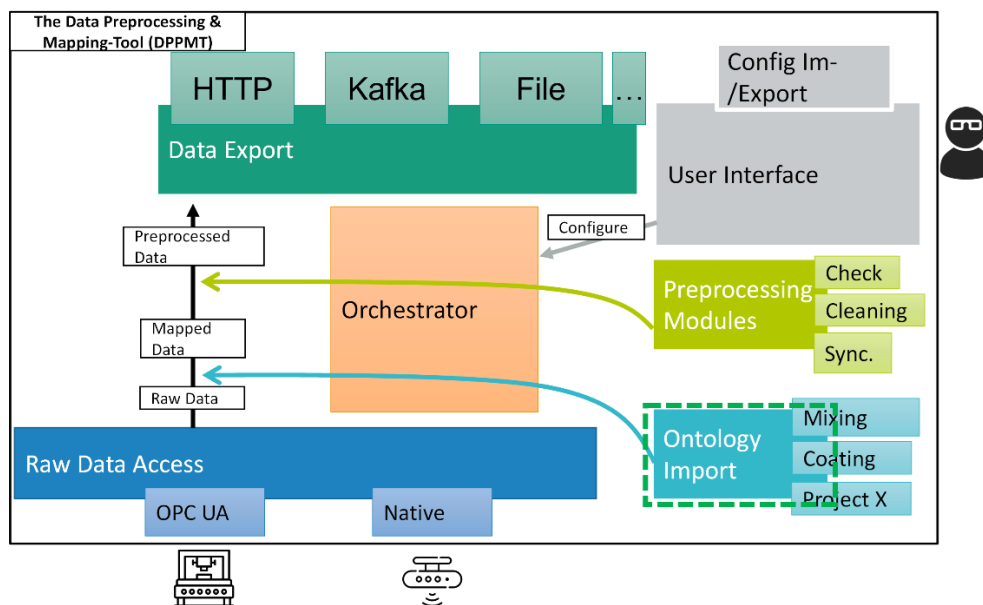 The Data Preprocessing &
Mapping-Tool (DPPMT)
HTTP
Kafka
File
...
Config Im-
/Export
Data Export
User Interface
Configure
Preprocessed
Data
Orchestrator
Preprocessing
Modules
Check
Cleaning
Sync.
Mapped
Data
Raw Data
Ontology
Import
Mixing
Coating
Project X
Raw Data Access
OPC UA
Native